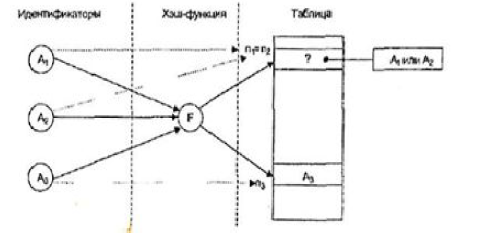 Идентификаторы Хэш-функция Таблица
A₁ n₁=n₂ ? A₁ или A₂
A₂ F
A₃ n₃ A₃